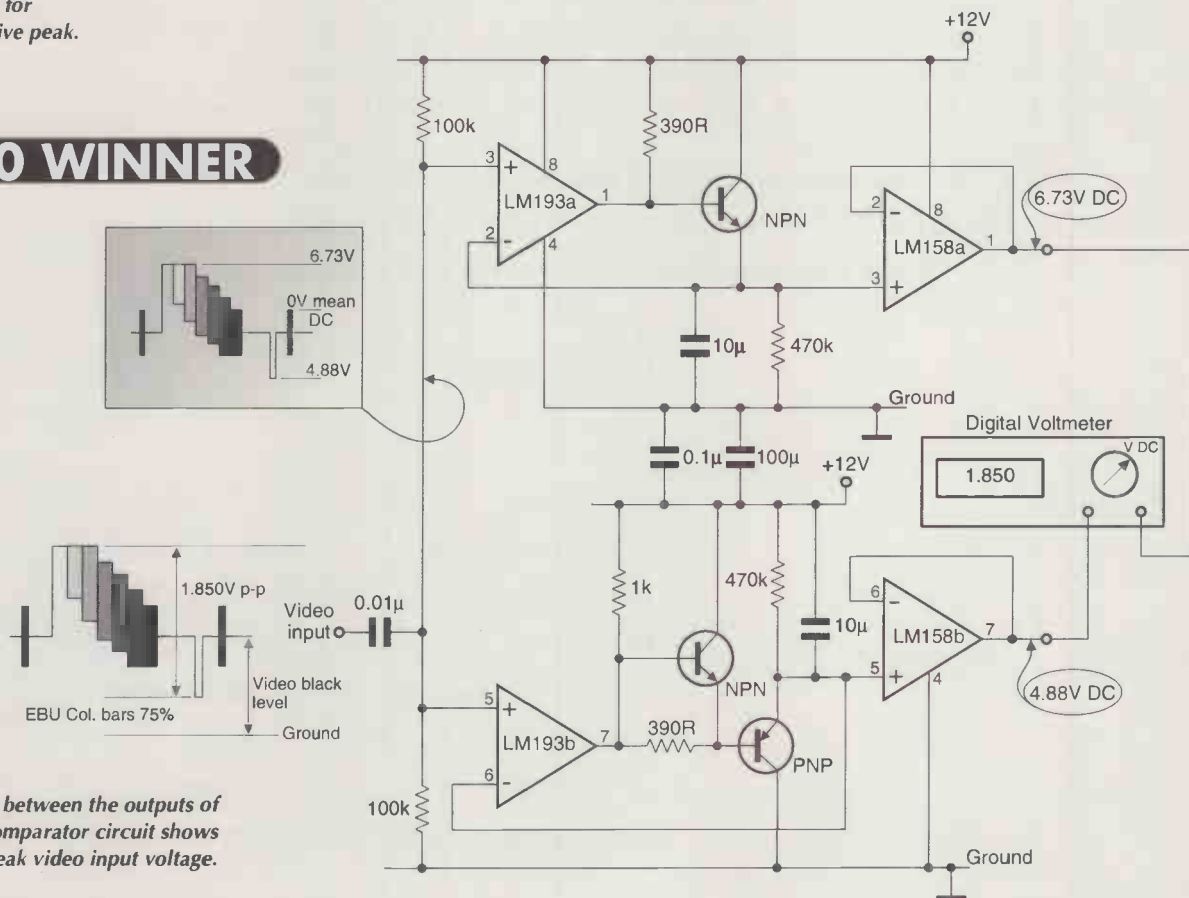 for
ive peak.
0 WINNER
+12V
100k
390R
3
+
8
LM193a
1
2
-
4
NPN
2
-
8
LM158a
1
3
+
6.73V DC
6.73V
0V mean
DC
4.88V
10µ
470k
Ground
0.1µ
100µ
+12V
Digital Voltmeter
1.850
V DC
1.850V p-p
Video
input
0.01µ
1k
470k
10µ
6
-
LM158b
7
5
+
4
NPN
4.88V DC
Video black
level
EBU Col. bars 75%
Ground
5
+
LM193b
7
390R
6
-
PNP
100k
Ground
between the outputs of
omparator circuit shows
eak video input voltage.